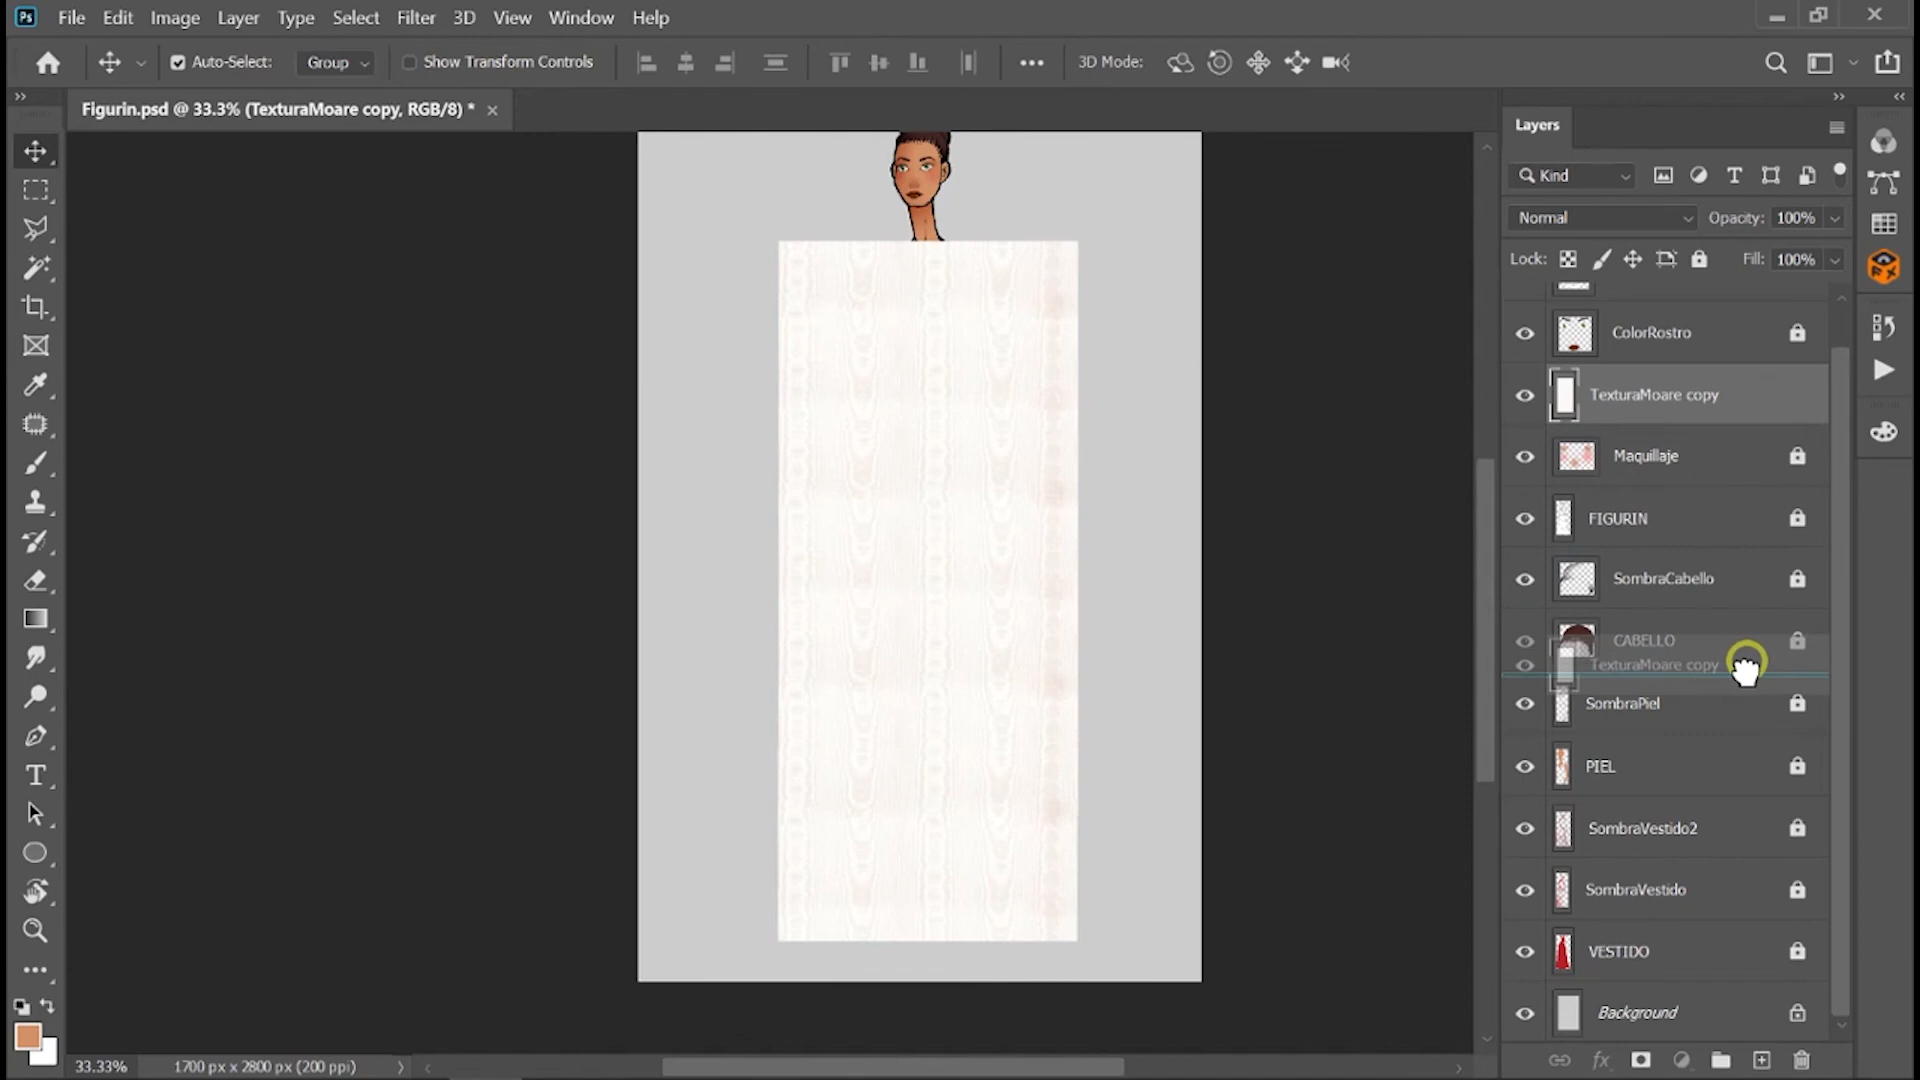 Ps File Edit Image Layer Type Select Filter 3D View Window Help
Auto-Select: Group Show Transform Controls 3D Mode:
Figurin.psd @ 33.3% (TexturaMoare copy, RGB/8) *
Layers
Kind
Normal Opacity: 100%
Lock: Fill: 100%
ColorRostro
TexturaMoare copy
Maquillaje
FIGURIN
SombraCabello
CABELLO
TexturaMoare copy
SombraPiel
PIEL
SombraVestido2
SombraVestido
VESTIDO
Background
33.33% 1700 px x 2800 px (200 ppi)